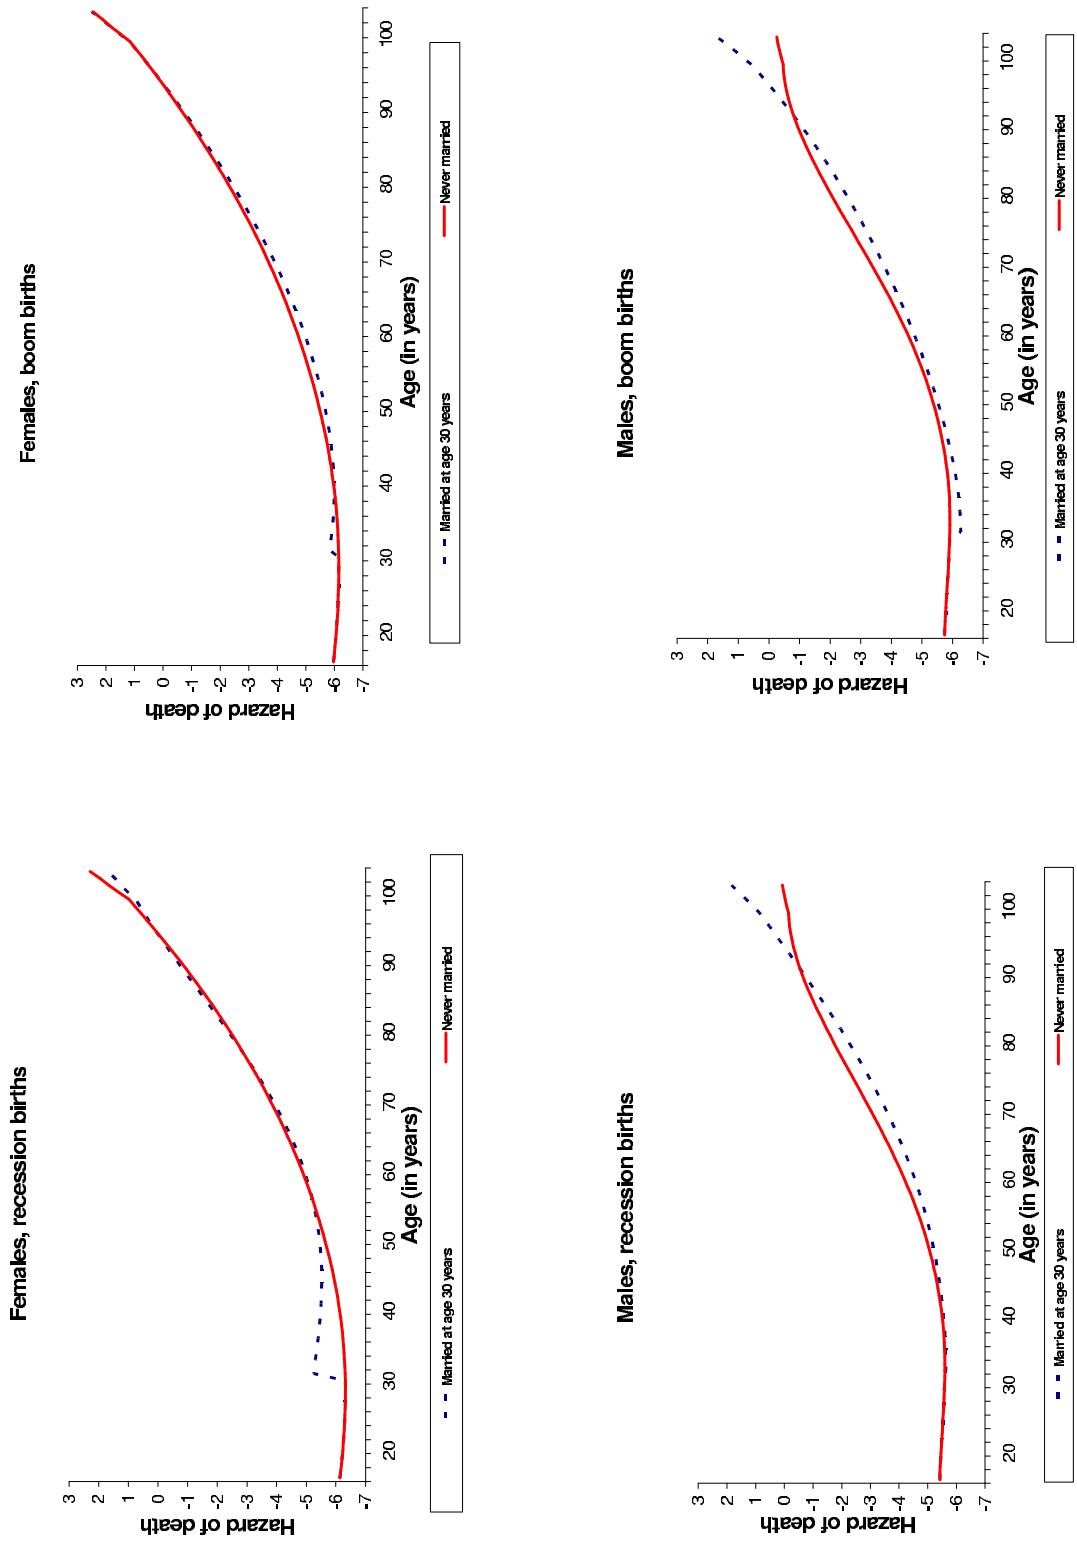 Females, recession births
3
2
1
0
-1
-2
-3
-4
-5
-6
-7
Hazard of death
20 30 40 50 60 70 80 90 100
Age (in years)
Married at age 30 years Never married
Females, boom births
3
2
1
0
-1
-2
-3
-4
-5
-6
-7
Hazard of death
20 30 40 50 60 70 80 90 100
Age (in years)
Married at age 30 years Never married
Males, recession births
3
2
1
0
-1
-2
-3
-4
-5
-6
-7
Hazard of death
20 30 40 50 60 70 80 90 100
Age (in years)
Married at age 30 years Never married
Males, boom births
3
2
1
0
-1
-2
-3
-4
-5
-6
-7
Hazard of death
20 30 40 50 60 70 80 90 100
Age (in years)
Married at age 30 years Never married